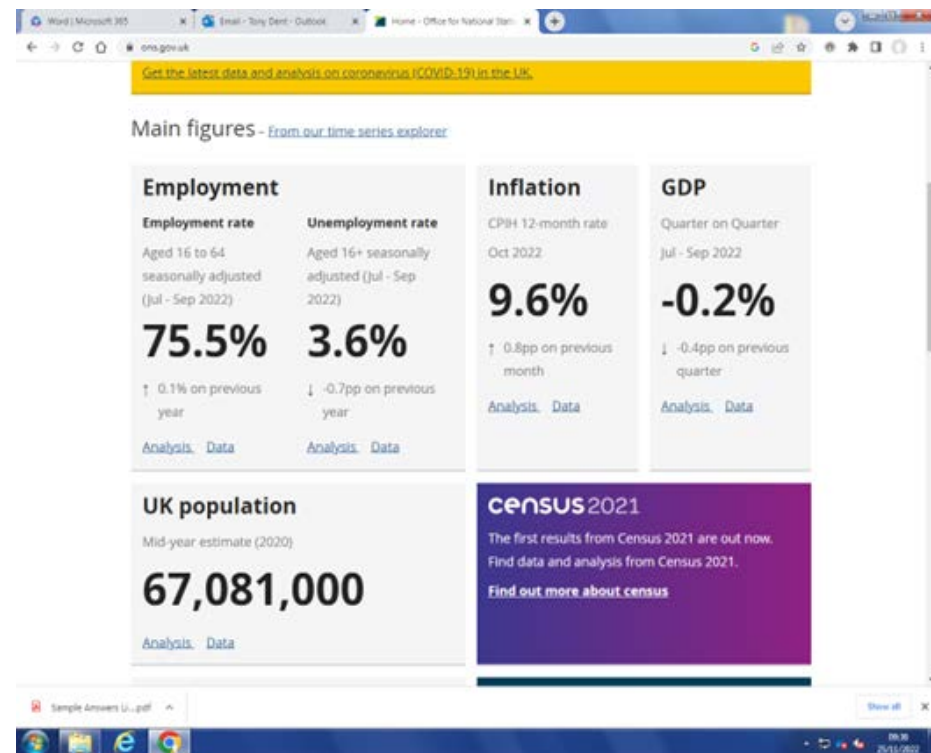 Word | Microsoft 365
Email - Tony Dent - Outlook
Home - Office for National Stati
ons.gov.uk
Get the latest data and analysis on coronavirus (COVID-19) in the UK.
Main figures - From our time series explorer
Employment
Employment rate
Aged 16 to 64
seasonally adjusted
(Jul - Sep 2022)
75.5%
↑ 0.1% on previous
year
Analysis Data
Unemployment rate
Aged 16+ seasonally
adjusted (Jul - Sep
2022)
3.6%
↓ -0.7pp on previous
year
Analysis Data
Inflation
CPIH 12-month rate
Oct 2022
9.6%
↑ 0.8pp on previous
month
Analysis Data
GDP
Quarter on Quarter
Jul - Sep 2022
-0.2%
↓ -0.4pp on previous
quarter
Analysis Data
UK population
Mid-year estimate (2020)
67,081,000
Analysis Data
census 2021
The first results from Census 2021 are out now.
Find data and analysis from Census 2021.
Find out more about census
Sample Answers Li...pdf
Show all
09:30
25/11/2022